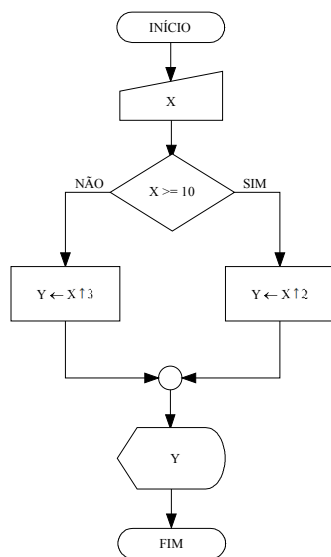 INÍCIO
X
NÃO
X >= 10
SIM
Y ← X ↑ 3
Y ← X ↑ 2
Y
FIM